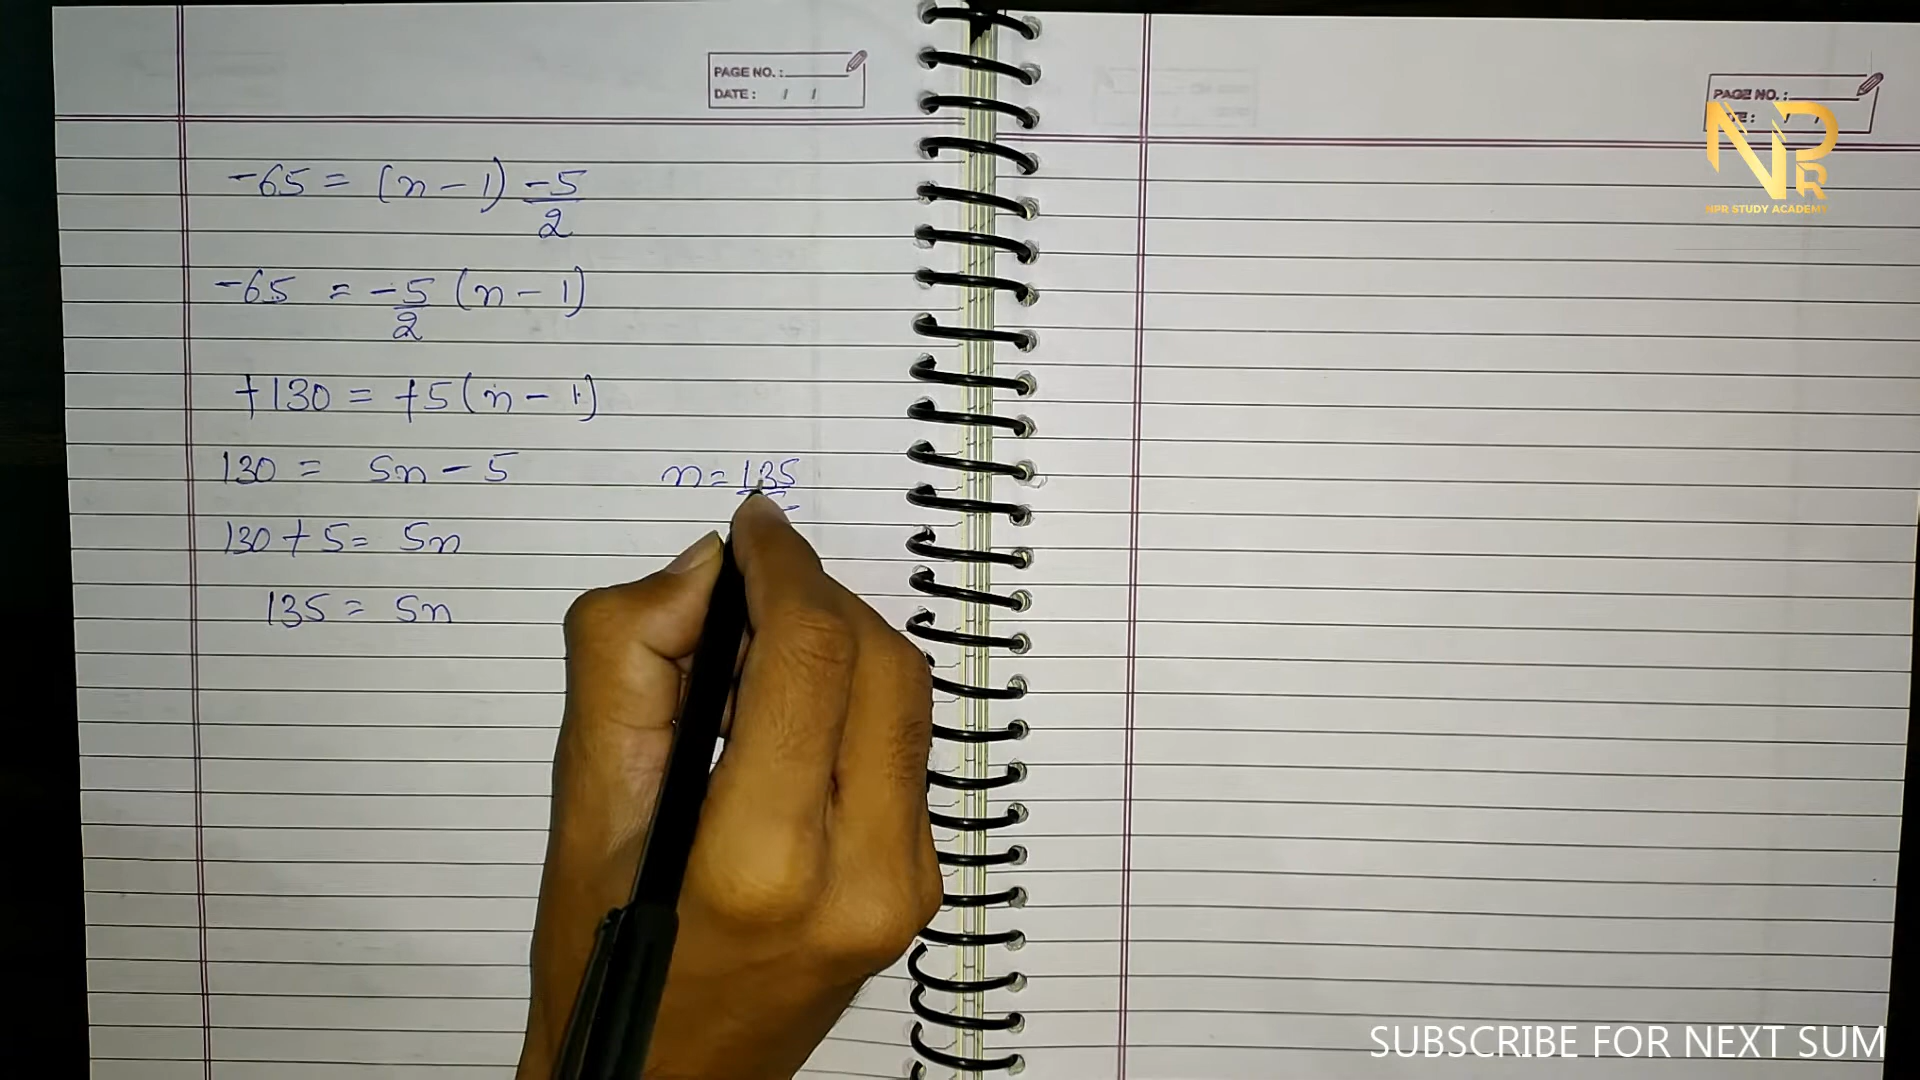 PAGE NO. :
DATE : / /
-65 = (n - 1) -5/2
-65 = -5/2 (n - 1)
+130 = +5(n - 1)
130 = 5n - 5
130 + 5 = 5n
135 = 5n
n = 135
PAGE NO. :
NPR
NPR STUDY ACADEMY
SUBSCRIBE FOR NEXT SUM